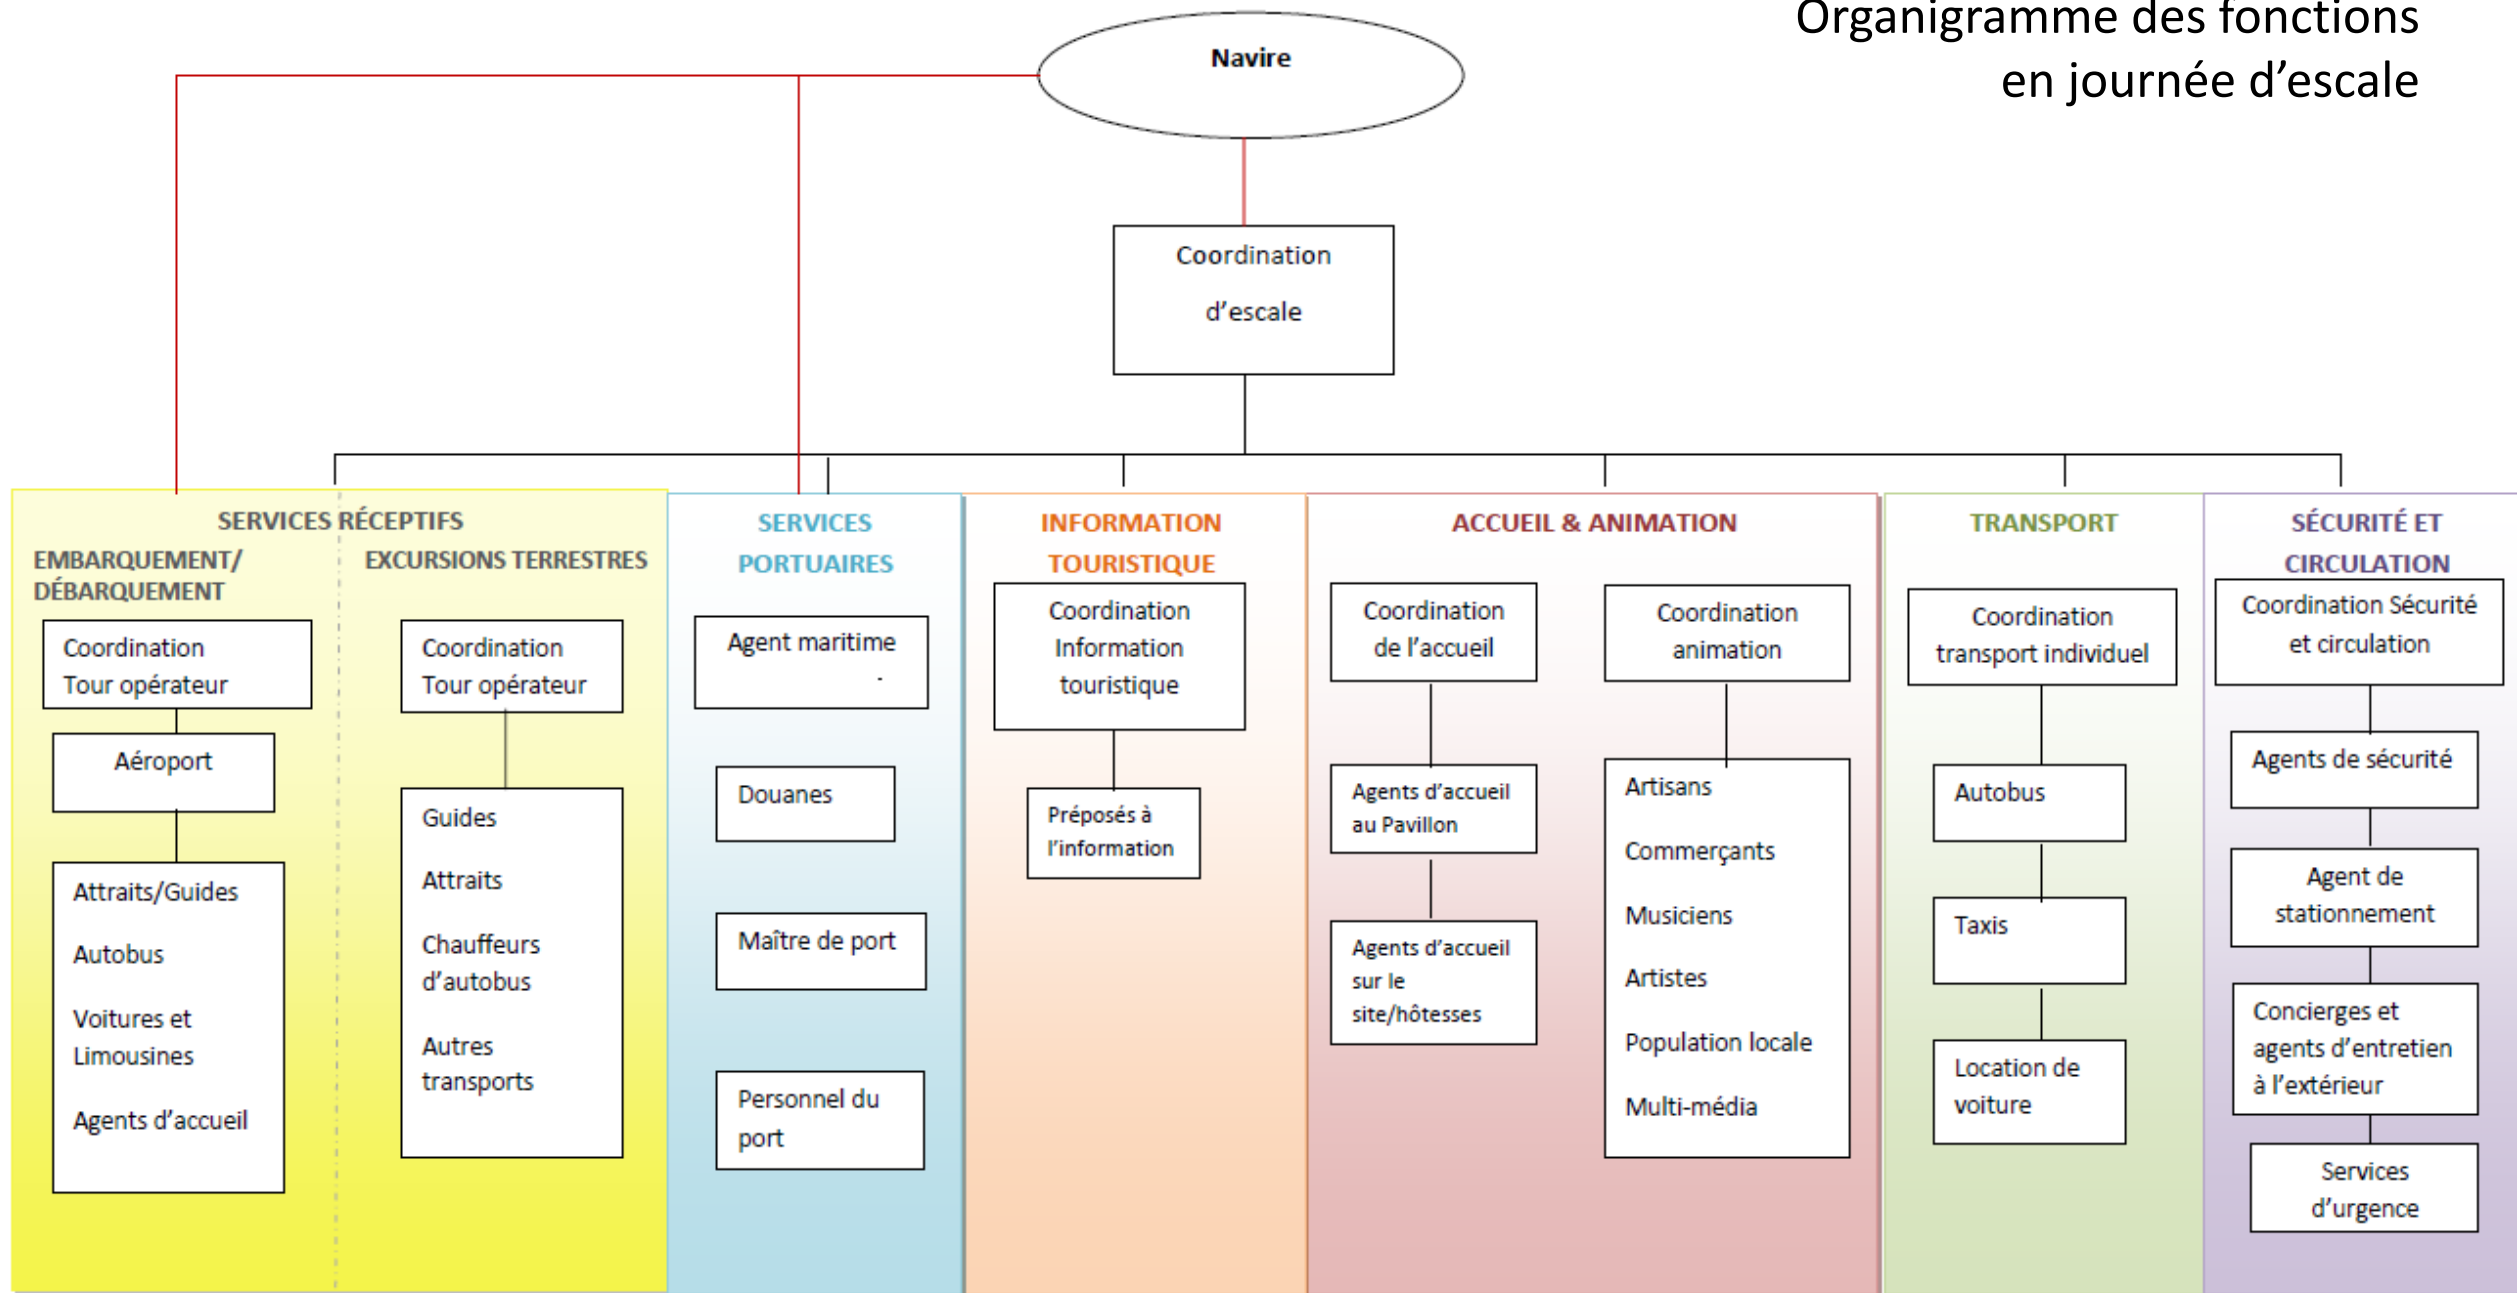 Organigramme des fonctions
en journée d’escale
Navire
Coordination
d’escale
SERVICES RÉCEPTIFS
EMBARQUEMENT/
DÉBARQUEMENT
Coordination
Tour opérateur
Aéroport
Attraits/Guides
Autobus
Voitures et
Limousines
Agents d’accueil
EXCURSIONS TERRESTRES
Coordination
Tour opérateur
Guides
Attraits
Chauffeurs
d’autobus
Autres
transports
SERVICES
PORTUAIRES
Agent maritime
Douanes
Maître de port
Personnel du
port
INFORMATION
TOURISTIQUE
Coordination
Information
touristique
Préposés à
l’information
ACCUEIL & ANIMATION
Coordination
de l’accueil
Agents d’accueil
au Pavillon
Agents d’accueil
sur le
site/hôtesses
Coordination
animation
Artisans
Commerçants
Musiciens
Artistes
Population locale
Multi-média
TRANSPORT
Coordination
transport individuel
Autobus
Taxis
Location de
voiture
SÉCURITÉ ET
CIRCULATION
Coordination Sécurité
et circulation
Agents de sécurité
Agent de
stationnement
Concierges et
agents d’entretien
à l’extérieur
Services
d’urgence